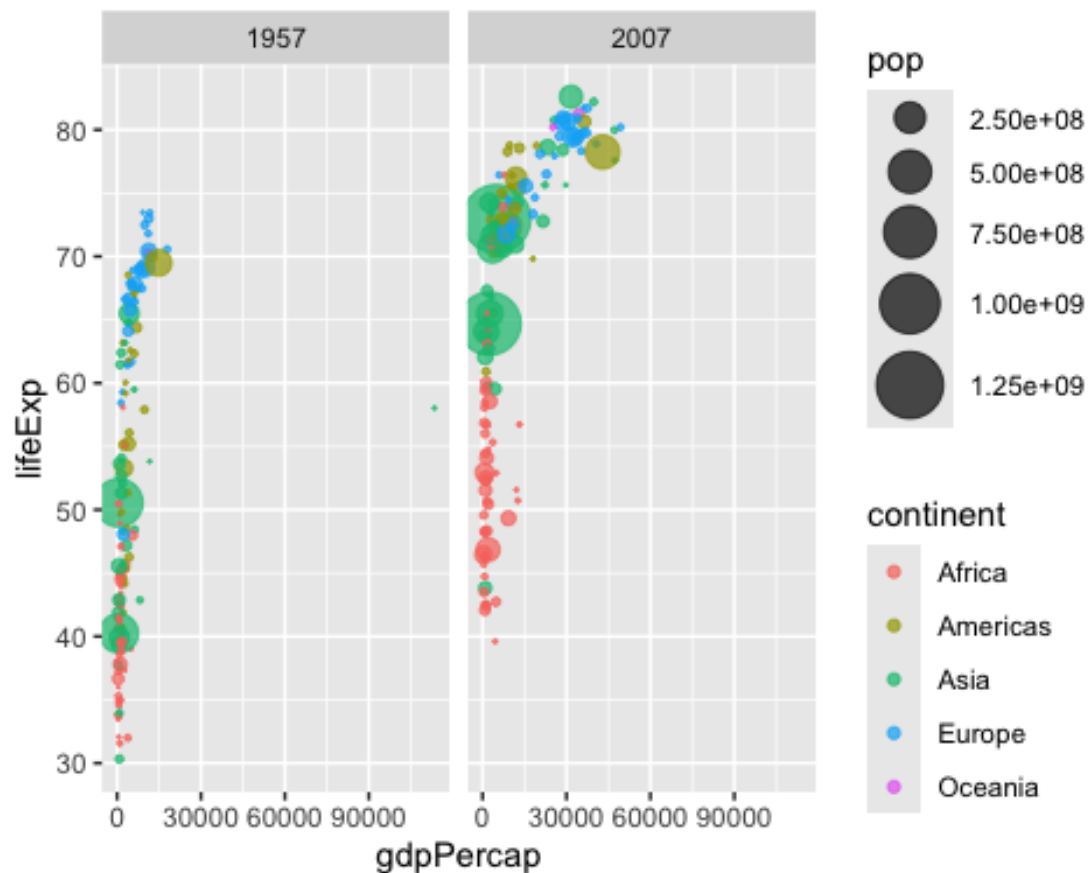 1957
2007
80
70
60
50
40
30
lifeExp
0 30000 60000 90000
0 30000 60000 90000
gdpPercap
pop
2.50e+08
5.00e+08
7.50e+08
1.00e+09
1.25e+09
continent
Africa
Americas
Asia
Europe
Oceania